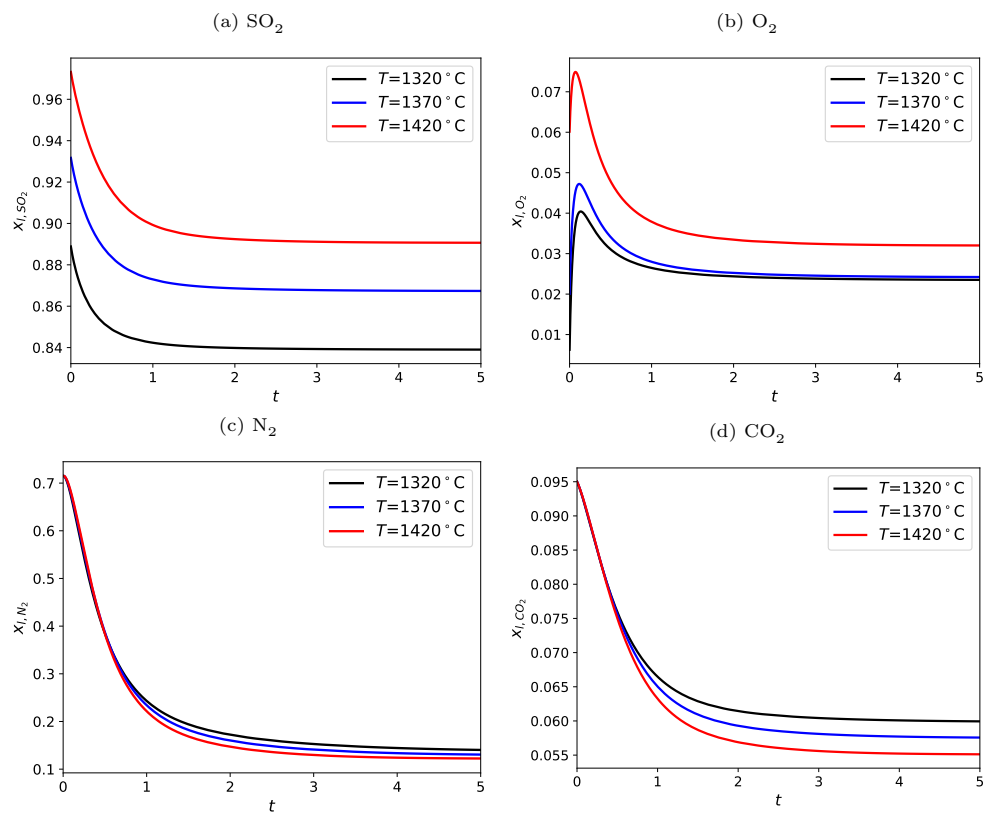 (a) SO₂
T=1320°C
T=1370°C
T=1420°C
0.96
0.94
0.92
0.90
0.88
0.86
0.84
x_{l,SO₂}
0 1 2 3 4 5
t
(b) O₂
T=1320°C
T=1370°C
T=1420°C
0.07
0.06
0.05
0.04
0.03
0.02
0.01
x_{l,O₂}
0 1 2 3 4 5
t
(c) N₂
T=1320°C
T=1370°C
T=1420°C
0.7
0.6
0.5
0.4
0.3
0.2
0.1
x_{l,N₂}
0 1 2 3 4 5
t
(d) CO₂
T=1320°C
T=1370°C
T=1420°C
0.095
0.090
0.085
0.080
0.075
0.070
0.065
0.060
0.055
x_{l,CO₂}
0 1 2 3 4 5
t